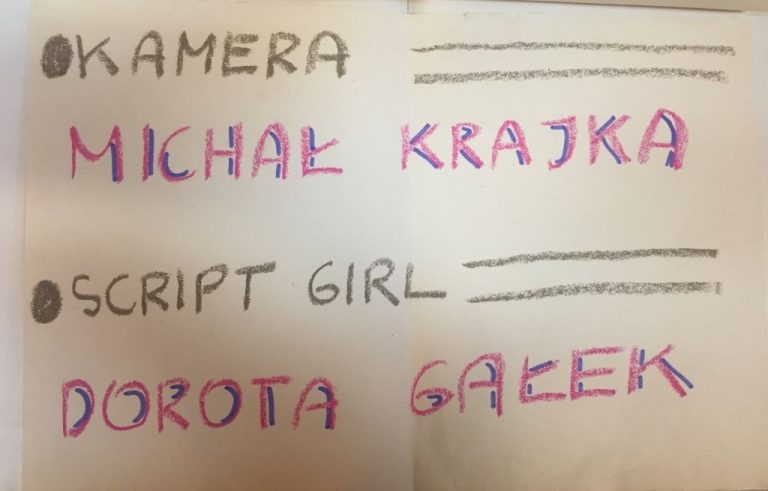 KAMERA
MICHAŁ KRAJKA
SCRIPT GIRL
DOROTA GAŁEK